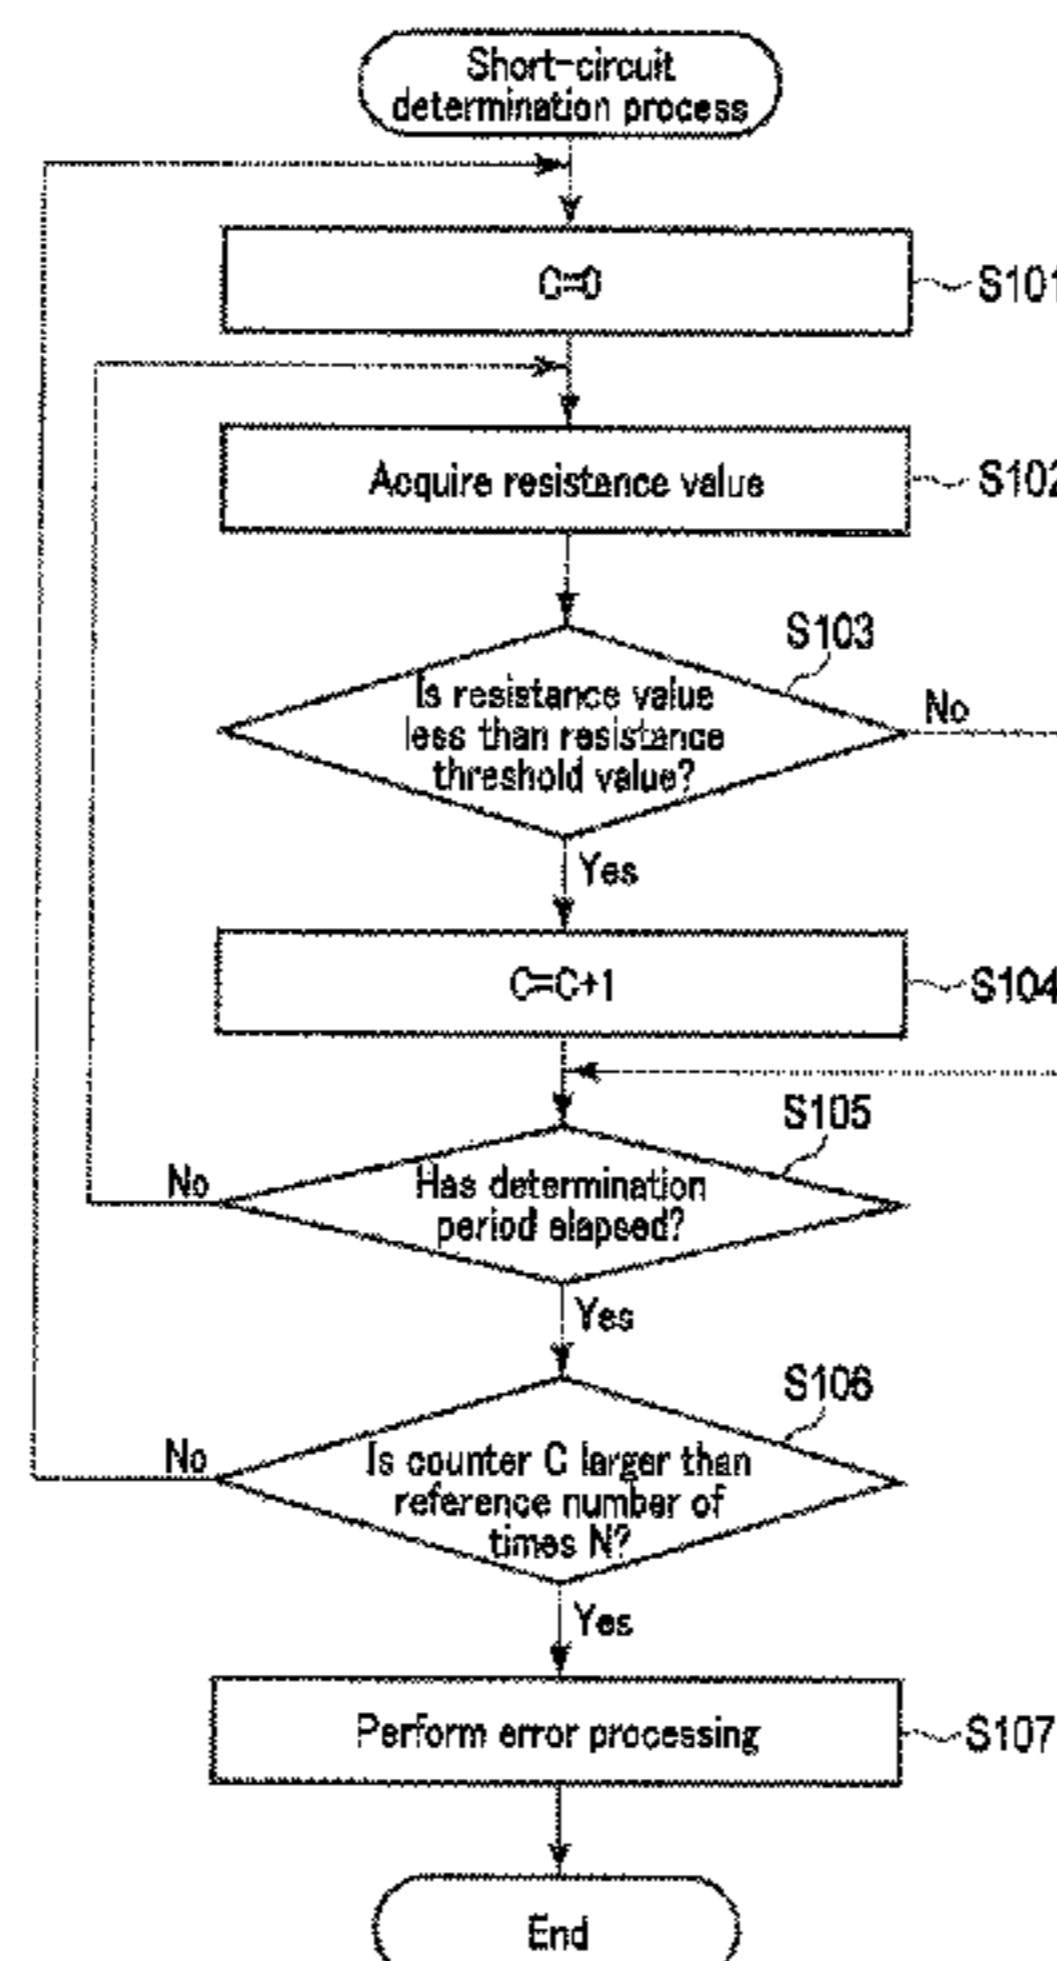 Short-circuit
determination process
C=0
S101
Acquire resistance value
S102
S103
Is resistance value
less than resistance
threshold value?
No
Yes
C=C+1
S104
S105
Has determination
period elapsed?
No
Yes
S106
Is counter C larger than
reference number of
times N?
No
Yes
Perform error processing
S107
End